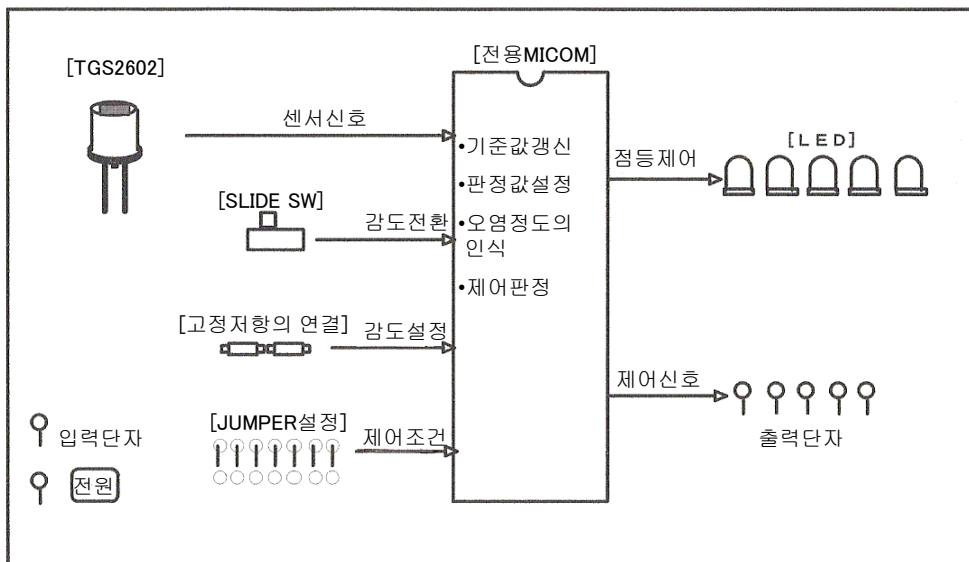 [TGS2602]
[전용MICOM]
센서신호
•기준값갱신
•판정값설정
•오염정도의
인식
•제어판정
점등제어
[LED]
[SLIDE SW]
감도전환
[고정저항의 연결]
감도설정
제어신호
[JUMPER설정]
제어조건
입력단자
전원
출력단자